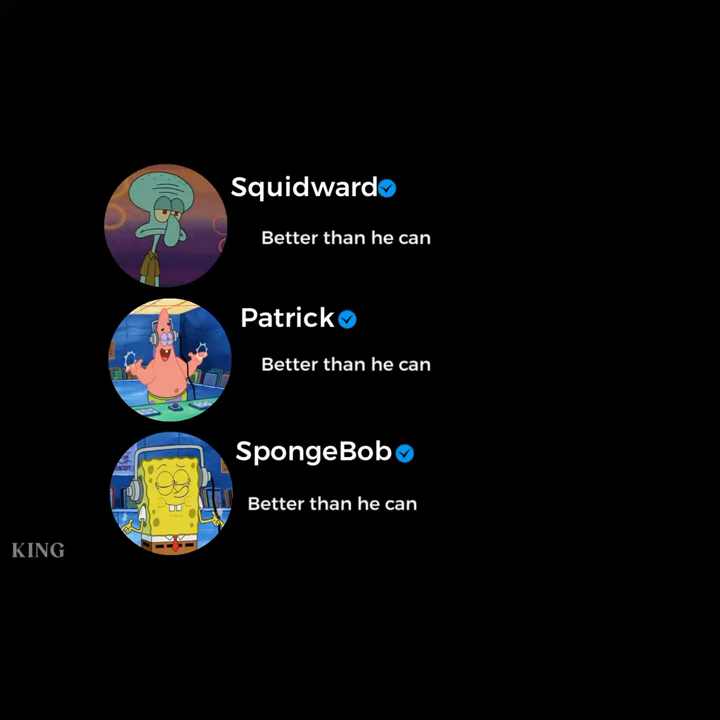 Squidward
Better than he can
Patrick
Better than he can
SpongeBob
Better than he can
KING